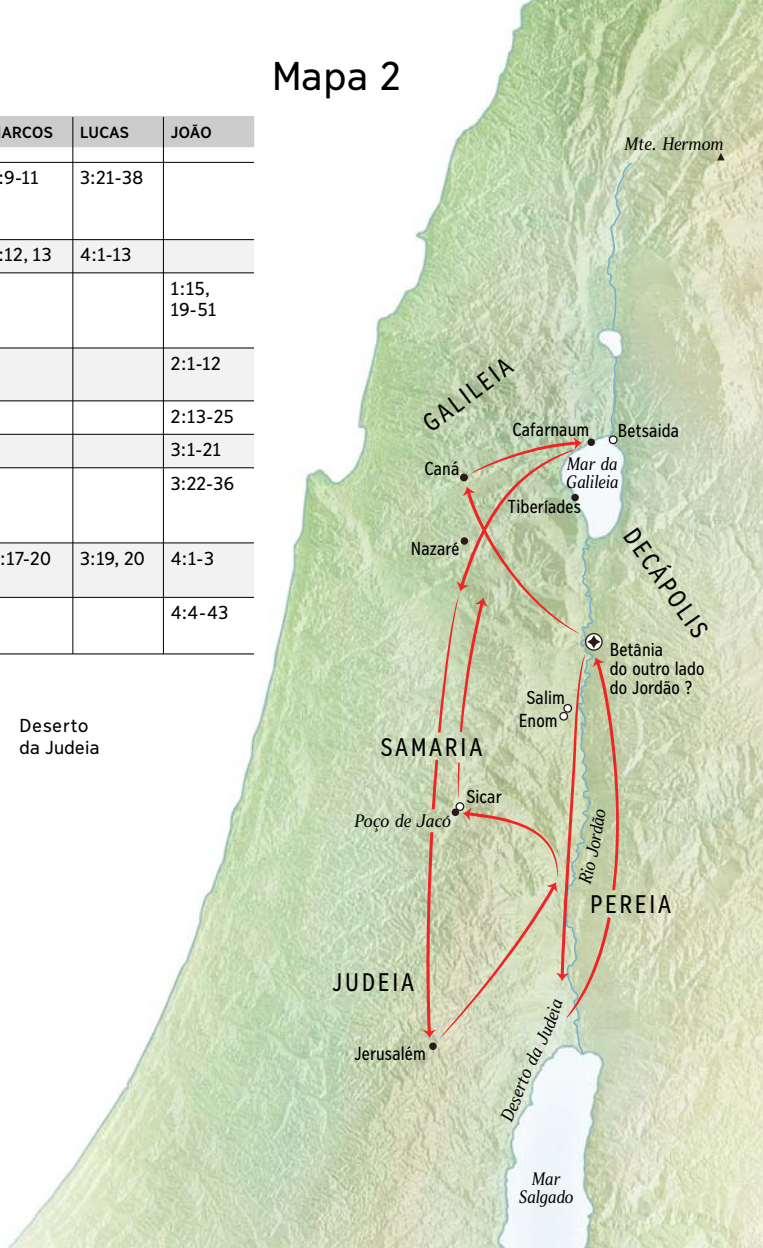 Mapa 2
MARCOS LUCAS JOÃO
:9-11 3:21-38
:12, 13 4:1-13
1:15,
19-51
2:1-12
2:13-25
3:1-21
3:22-36
:17-20 3:19, 20 4:1-3
4:4-43
Deserto
da Judeia
Mte. Hermom
GALILEIA
Cafarnaum
Betsaida
Caná
Mar da
Galileia
Tiberíades
Nazaré
DECÁPOLIS
Betânia
do outro lado
do Jordão ?
Salim
Enom
SAMARIA
Sicar
Poço de Jacó
Rio Jordão
PEREIA
JUDEIA
Deserto da Judeia
Jerusalém
Mar
Salgado